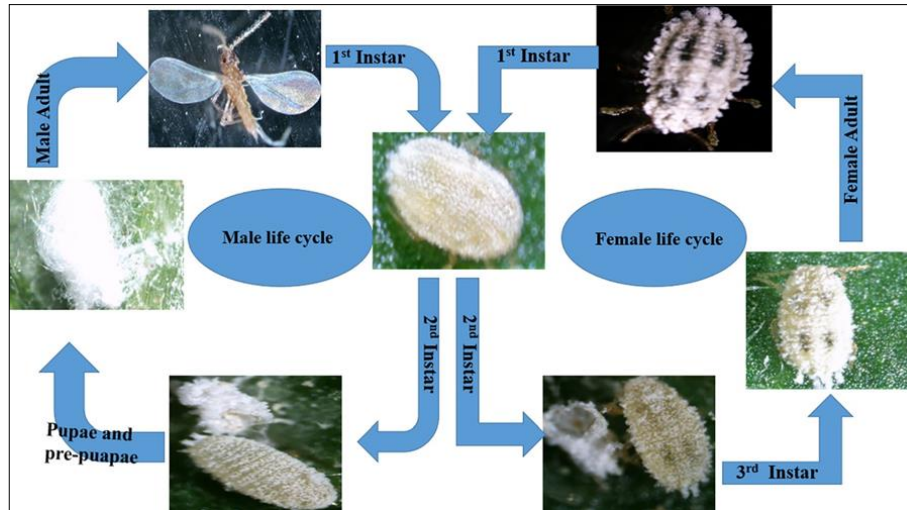 1st Instar
1st Instar
Male Adult
Female Adult
Male life cycle
Female life cycle
2nd Instar
2nd Instar
Pupae and
pre-puapae
3rd Instar